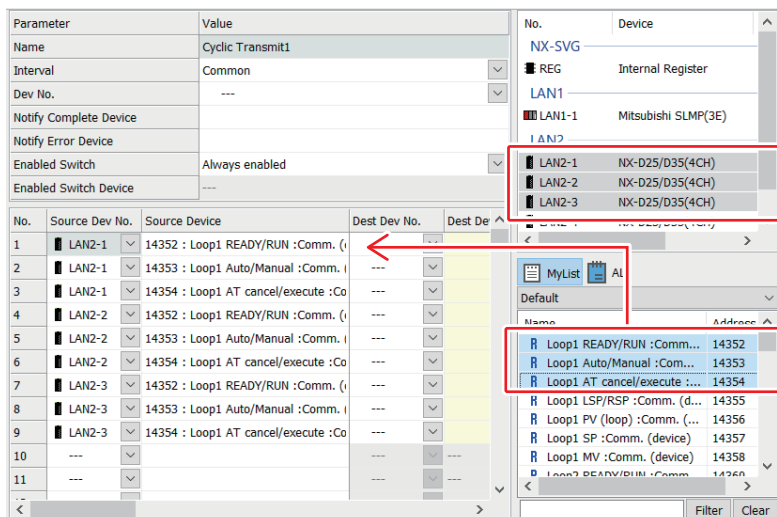 Parameter Value
Name Cyclic Transmit1
Interval Common
Dev No. ---
Notify Complete Device
Notify Error Device
Enabled Switch Always enabled
Enabled Switch Device ---
No. Source Dev No. Source Device Dest Dev No. Dest De
1 LAN2-1 14352 : Loop1 READY/RUN :Comm. (
2 LAN2-1 14353 : Loop1 Auto/Manual :Comm. ( ---
3 LAN2-1 14354 : Loop1 AT cancel/execute :Co ---
4 LAN2-2 14352 : Loop1 READY/RUN :Comm. ( ---
5 LAN2-2 14353 : Loop1 Auto/Manual :Comm. ( ---
6 LAN2-2 14354 : Loop1 AT cancel/execute :Co ---
7 LAN2-3 14352 : Loop1 READY/RUN :Comm. ( ---
8 LAN2-3 14353 : Loop1 Auto/Manual :Comm. ( ---
9 LAN2-3 14354 : Loop1 AT cancel/execute :Co ---
10 --- --- ---
11 --- --- ---
No. Device
NX-SVG
REG Internal Register
LAN1
LAN1-1 Mitsubishi SLMP(3E)
LAN2
LAN2-1 NX-D25/D35(4CH)
LAN2-2 NX-D25/D35(4CH)
LAN2-3 NX-D25/D35(4CH)
MyList AL
Default
Name Address
R Loop1 READY/RUN :Comm... 14352
R Loop1 Auto/Manual :Com... 14353
R Loop1 AT cancel/execute :... 14354
R Loop1 LSP/RSP :Comm. (d... 14355
R Loop1 PV (loop) :Comm. (... 14356
R Loop1 SP :Comm. (device) 14357
R Loop1 MV :Comm. (device) 14358
R Loop2 READY/RUN :Comm 14360
Filter Clear